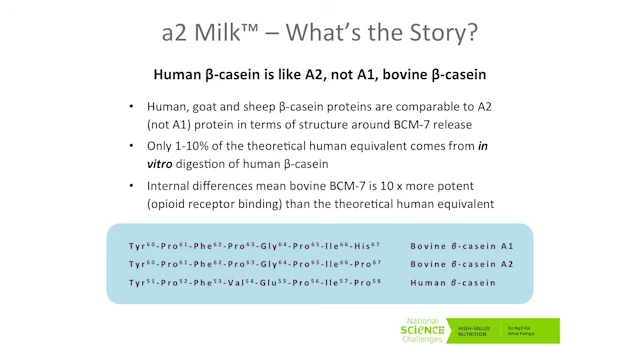 a2 Milk™ – What's the Story?
Human β-casein is like A2, not A1, bovine β-casein
• Human, goat and sheep β-casein proteins are comparable to A2
(not A1) protein in terms of structure around BCM-7 release
• Only 1-10% of the theoretical human equivalent comes from in
vitro digestion of human β-casein
• Internal differences mean bovine BCM-7 is 10 x more potent
(opioid receptor binding) than the theoretical human equivalent
Tyr⁶⁰-Pro⁶¹-Phe⁶²-Pro⁶³-Gly⁶⁴-Pro⁶⁵-Ile⁶⁶-His⁶⁷ Bovine β-casein A1
Tyr⁶⁰-Pro⁶¹-Phe⁶²-Pro⁶³-Gly⁶⁴-Pro⁶⁵-Ile⁶⁶-Pro⁶⁷ Bovine β-casein A2
Tyr⁵¹-Pro⁵²-Phe⁵³-Val⁵⁴-Glu⁵⁵-Pro⁵⁶-Ile⁵⁷-Pro⁵⁸ Human β-casein
National
SCIENCE
Challenges
HIGH-VALUE
NUTRITION